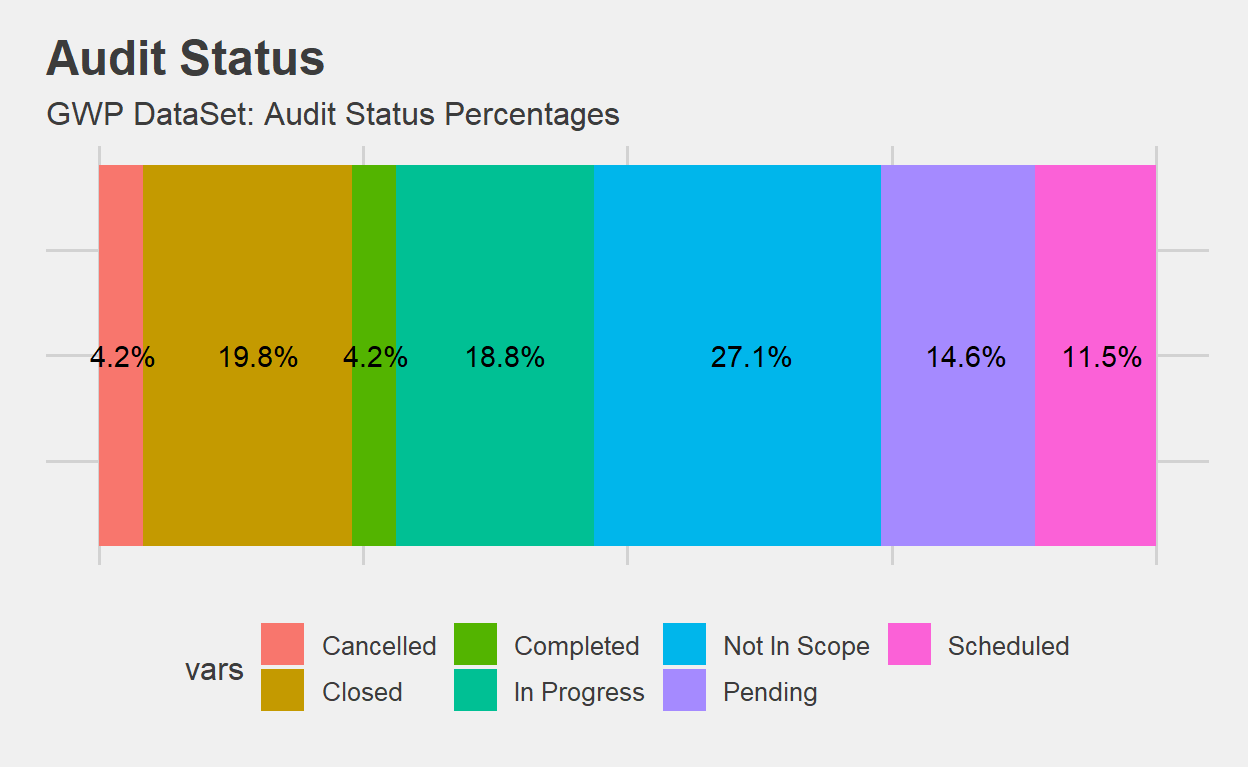 Audit Status
GWP DataSet: Audit Status Percentages
4.2% 19.8% 4.2% 18.8% 27.1% 14.6% 11.5%
vars
Cancelled Completed Not In Scope Scheduled
Closed In Progress Pending